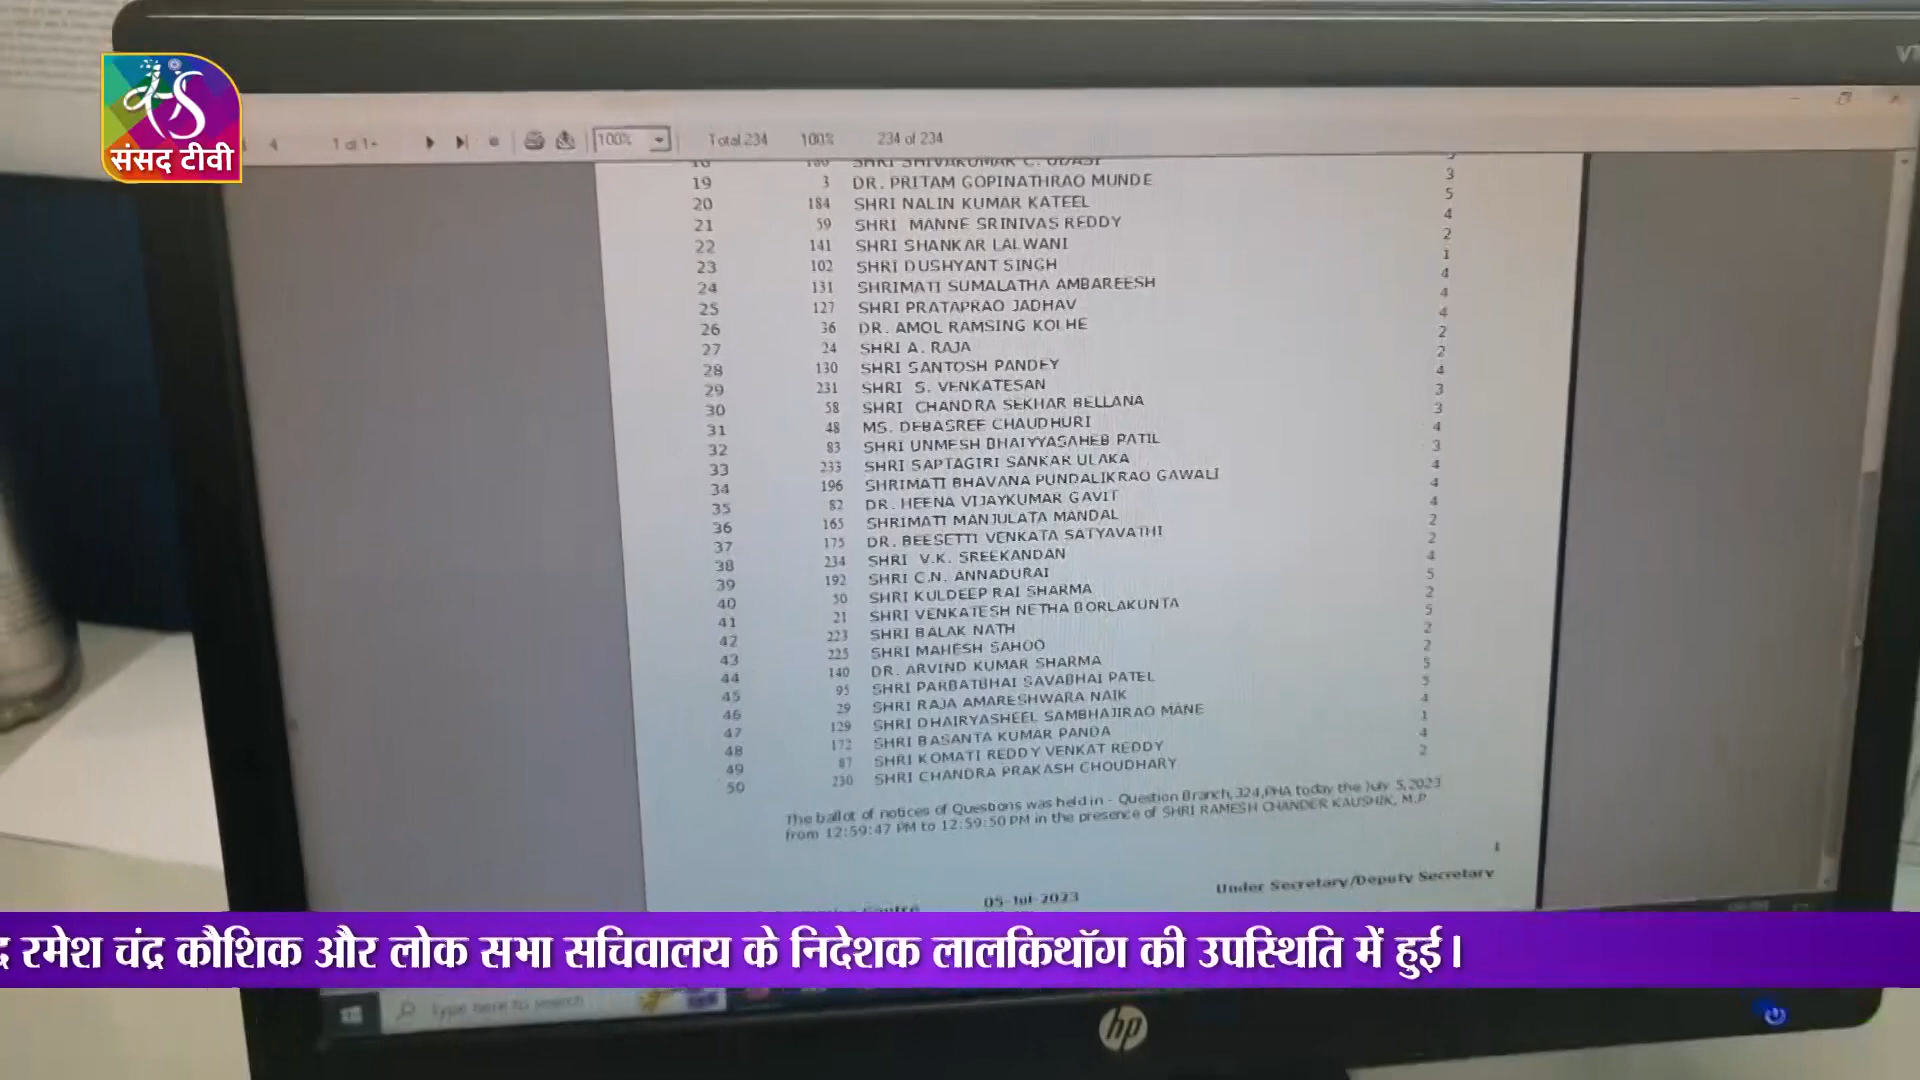 संसद टीवी
1 of 1+ 100% Total 234 100% 234 of 234
18 SHRI SHIVAKUMAR C. UDASI
19 3 DR. PRITAM GOPINATHRAO MUNDE 3
20 184 SHRI NALIN KUMAR KATEEL 5
21 59 SHRI MANNE SRINIVAS REDDY 4
22 141 SHRI SHANKAR LALWANI 2
23 102 SHRI DUSHYANT SINGH 1
24 131 SHRIMATI SUMALATHA AMBAREESH 4
25 127 SHRI PRATAPRAO JADHAV 4
26 36 DR. AMOL RAMSING KOLHE 4
27 24 SHRI A. RAJA 2
28 130 SHRI SANTOSH PANDEY 2
29 231 SHRI S. VENKATESAN 4
30 58 SHRI CHANDRA SEKHAR BELLANA 3
31 48 MS. DEBASREE CHAUDHURI 3
32 83 SHRI UNMESH BHAIYYASAHEB PATIL 4
33 233 SHRI SAPTAGIRI SANKAR ULAKA 3
34 196 SHRIMATI BHAVANA PUNDALIKRAO GAWALI 4
35 82 DR. HEENA VIJAYKUMAR GAVIT 4
36 165 SHRIMATI MANJULATA MANDAL 4
37 175 DR. BEESETTI VENKATA SATYAVATHI 2
38 234 SHRI V.K. SREEKANDAN 2
39 192 SHRI C.N. ANNADURAI 4
40 50 SHRI KULDEEP RAI SHARMA 5
41 21 SHRI VENKATESH NETHA BORLAKUNTA 2
42 223 SHRI BALAK NATH 5
43 225 SHRI MAHESH SAHOO 2
44 140 DR. ARVIND KUMAR SHARMA 2
45 95 SHRI PARBATBHAI SAVABHAI PATEL 5
46 29 SHRI RAJA AMARESHWARA NAIK 5
47 129 SHRI DHAIRYASHEEL SAMBHAJIRAO MANE 4
48 172 SHRI BASANTA KUMAR PANDA 1
49 87 SHRI KOMATI REDDY VENKAT REDDY 4
50 230 SHRI CHANDRA PRAKASH CHOUDHARY 2
The ballot of notices of Questions was held in - Question Branch, 324,PHA today the July 5,2023
from 12:59:47 PM to 12:59:50 PM in the presence of SHRI RAMESH CHANDER KAUSHIK, M.P
1
Under Secretary/Deputy Secretary
05-Jul-2023
रमेश चंद्र कौशिक और लोक सभा सचिवालय के निदेशक लालकिथॉग की उपस्थिति में हुई।
Type here to search
hp